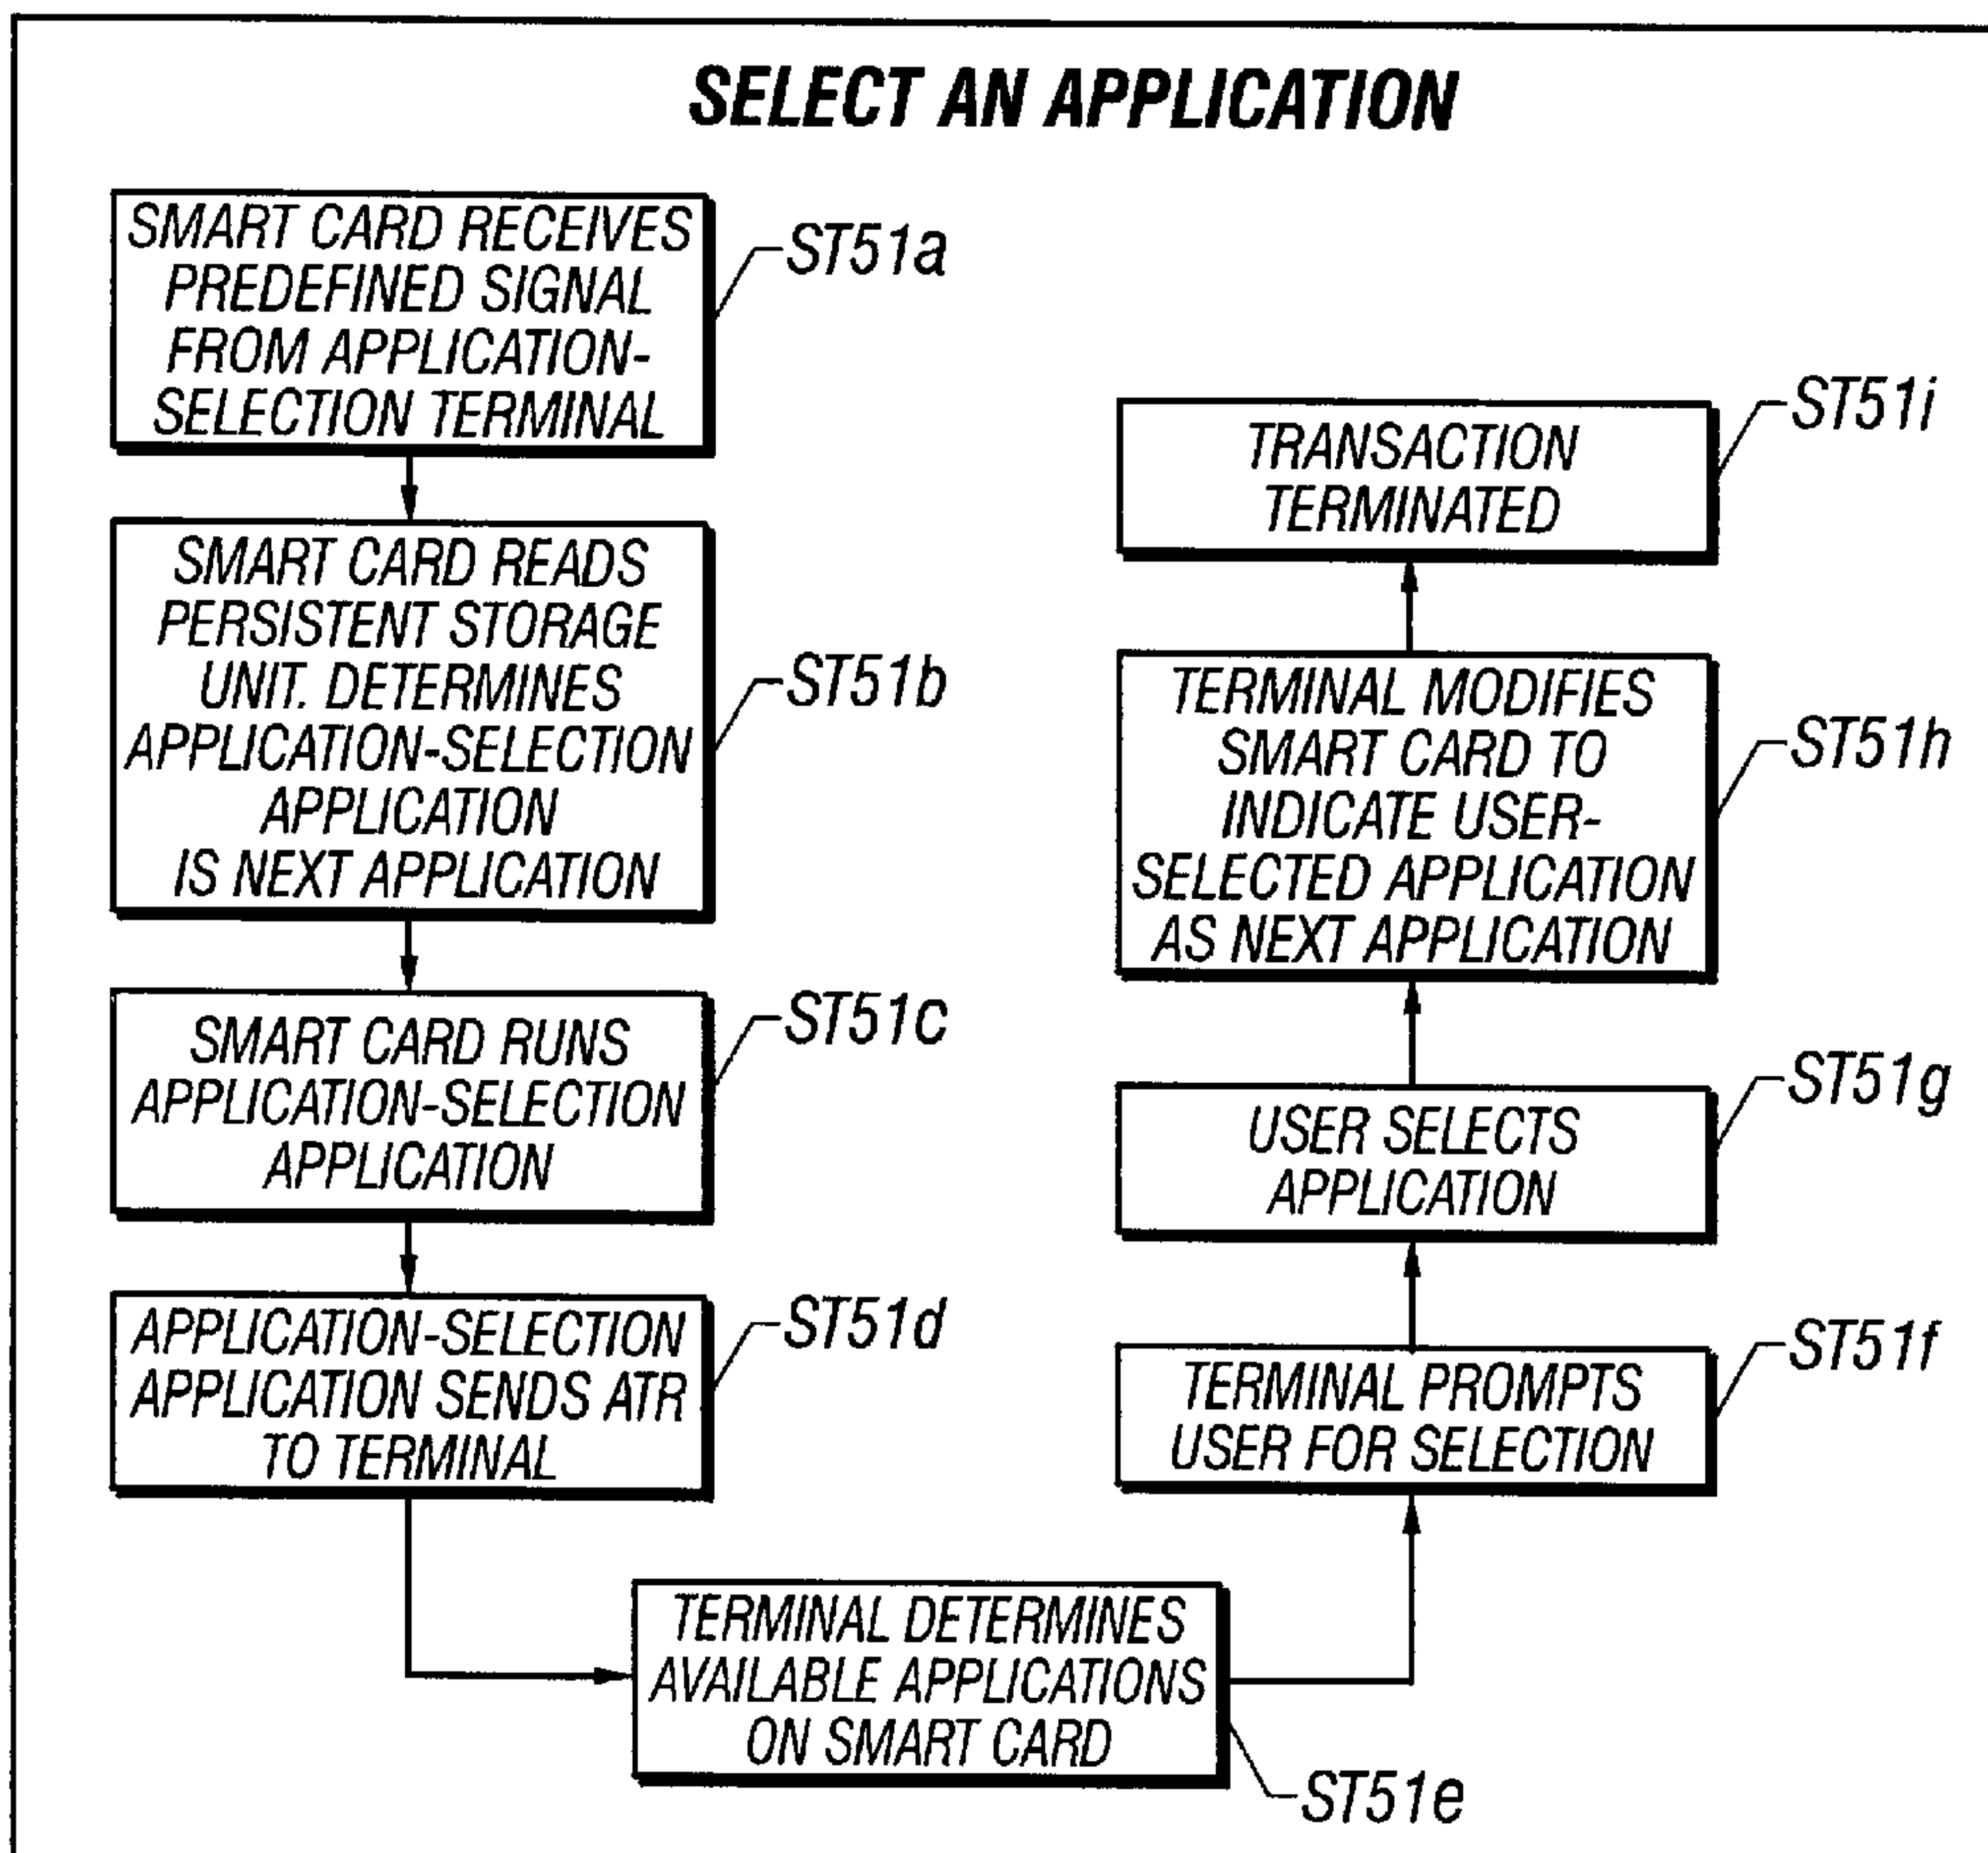 SELECT AN APPLICATION
SMART CARD RECEIVES
PREDEFINED SIGNAL
FROM APPLICATION-
SELECTION TERMINAL
ST51a
SMART CARD READS
PERSISTENT STORAGE
UNIT. DETERMINES
APPLICATION-SELECTION
APPLICATION
IS NEXT APPLICATION
ST51b
SMART CARD RUNS
APPLICATION-SELECTION
APPLICATION
ST51c
APPLICATION-SELECTION
APPLICATION SENDS ATR
TO TERMINAL
ST51d
TERMINAL DETERMINES
AVAILABLE APPLICATIONS
ON SMART CARD
ST51e
TERMINAL PROMPTS
USER FOR SELECTION
ST51f
USER SELECTS
APPLICATION
ST51g
TERMINAL MODIFIES
SMART CARD TO
INDICATE USER-
SELECTED APPLICATION
AS NEXT APPLICATION
ST51h
TRANSACTION
TERMINATED
ST51i